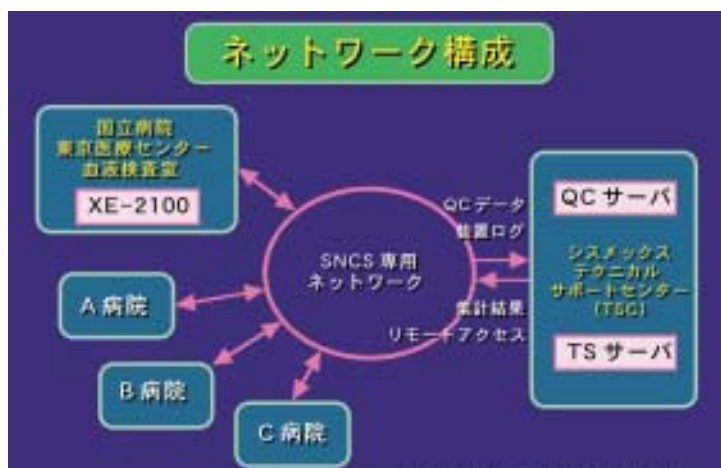 ネットワーク構成
国立病院
東京医療センター
血液検査室
XE-2100
A 病院
B 病院
C 病院
SNCS 専用
ネットワーク
QC データ
装置ログ
集計結果
リモートアクセス
QC サーバ
シスメックス
テクニカル
サポートセンター
(TSC)
TS サーバ